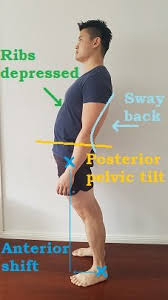 Ribs
depressed
Sway
back
Posterior
pelvic tilt
Anterior
shift